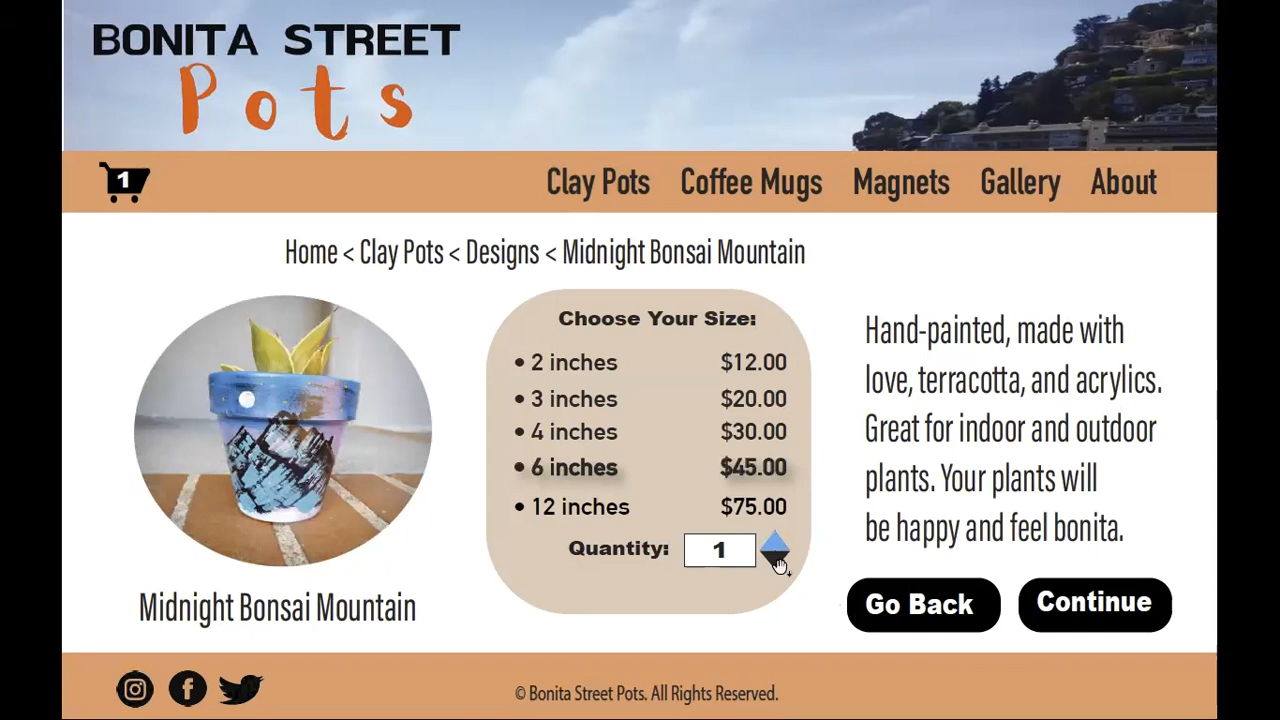 BONITA STREET
Pots
1
Clay Pots Coffee Mugs Magnets Gallery About
Home < Clay Pots < Designs < Midnight Bonsai Mountain
Midnight Bonsai Mountain
Choose Your Size:
• 2 inches $12.00
• 3 inches $20.00
• 4 inches $30.00
• 6 inches $45.00
• 12 inches $75.00
Quantity: 1
Hand-painted, made with
love, terracotta, and acrylics.
Great for indoor and outdoor
plants. Your plants will
be happy and feel bonita.
Go Back Continue
© Bonita Street Pots. All Rights Reserved.